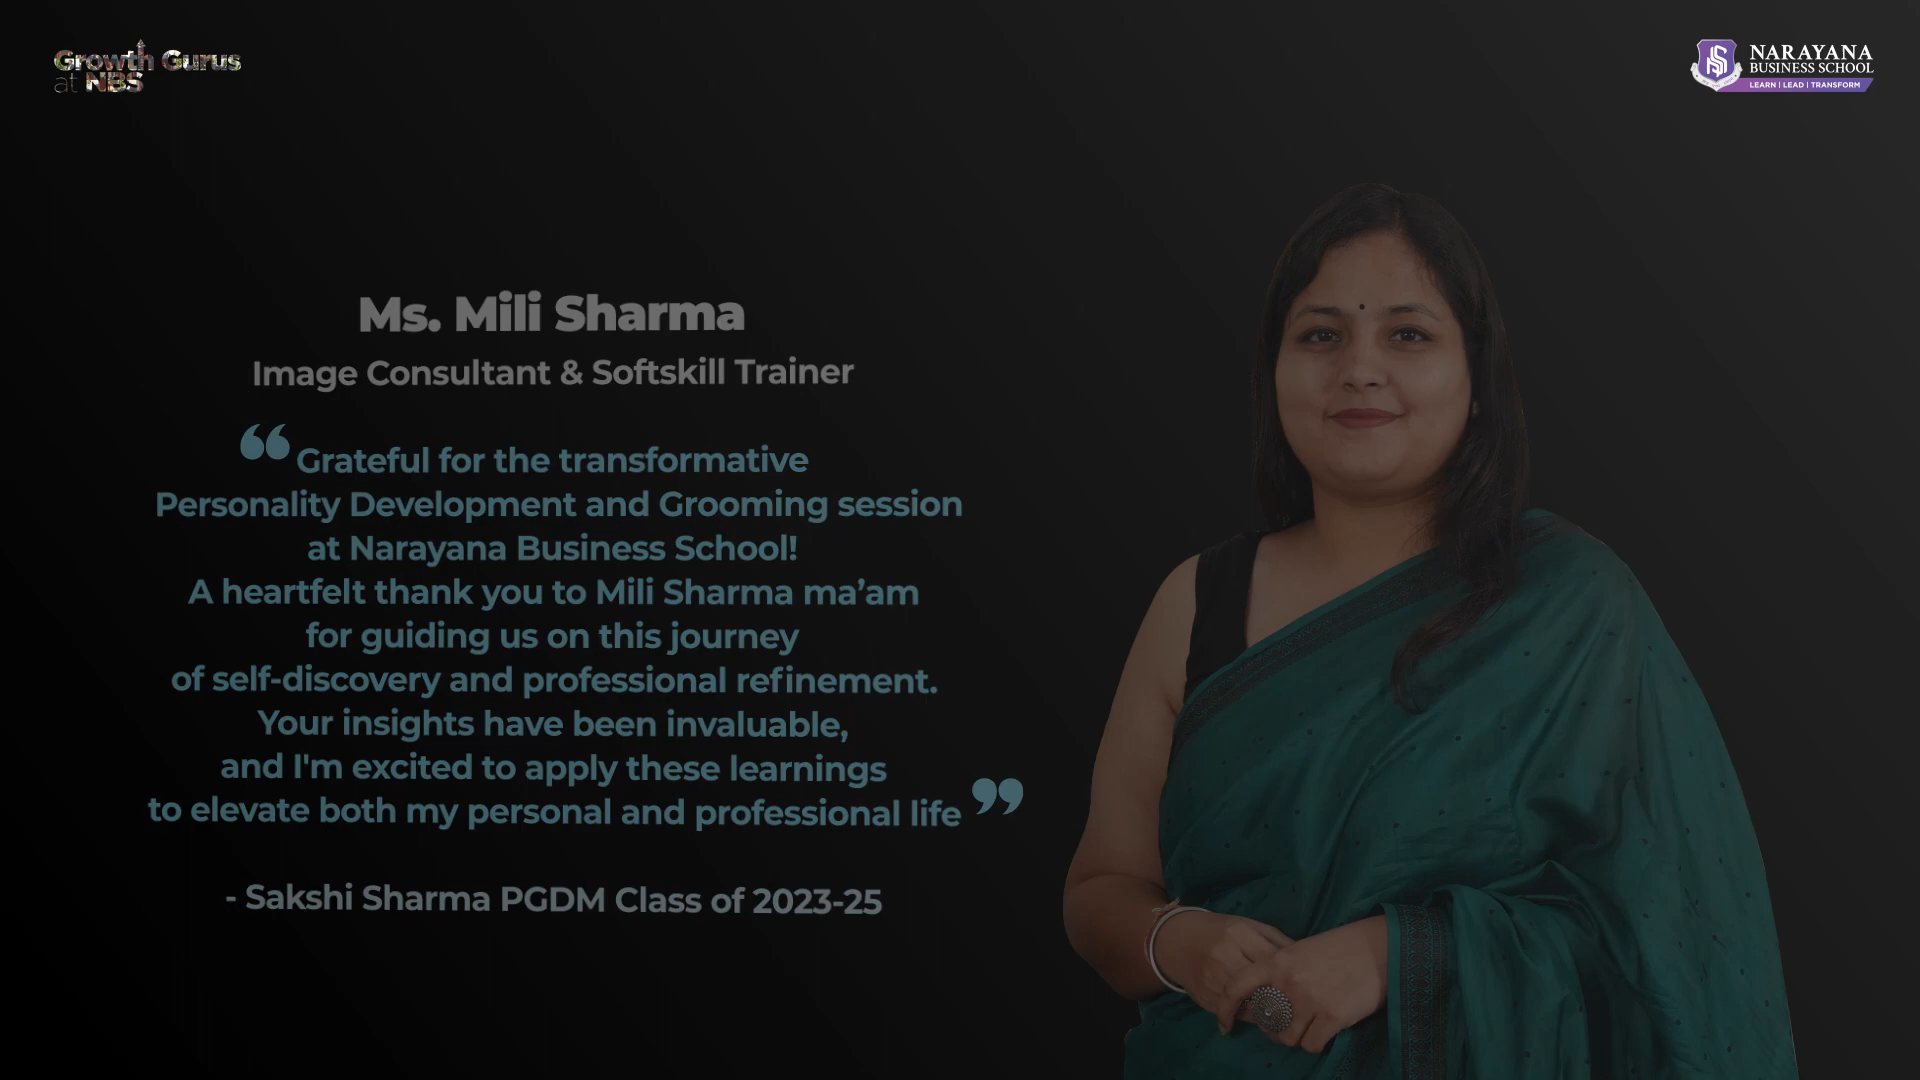 Growth Gurus
at NBS
NARAYANA
BUSINESS SCHOOL
LEARN | LEAD | TRANSFORM
Ms. Mili Sharma
Image Consultant & Softskill Trainer
“ Grateful for the transformative
Personality Development and Grooming session
at Narayana Business School!
A heartfelt thank you to Mili Sharma ma’am
for guiding us on this journey
of self-discovery and professional refinement.
Your insights have been invaluable,
and I'm excited to apply these learnings
to elevate both my personal and professional life ”
- Sakshi Sharma PGDM Class of 2023-25